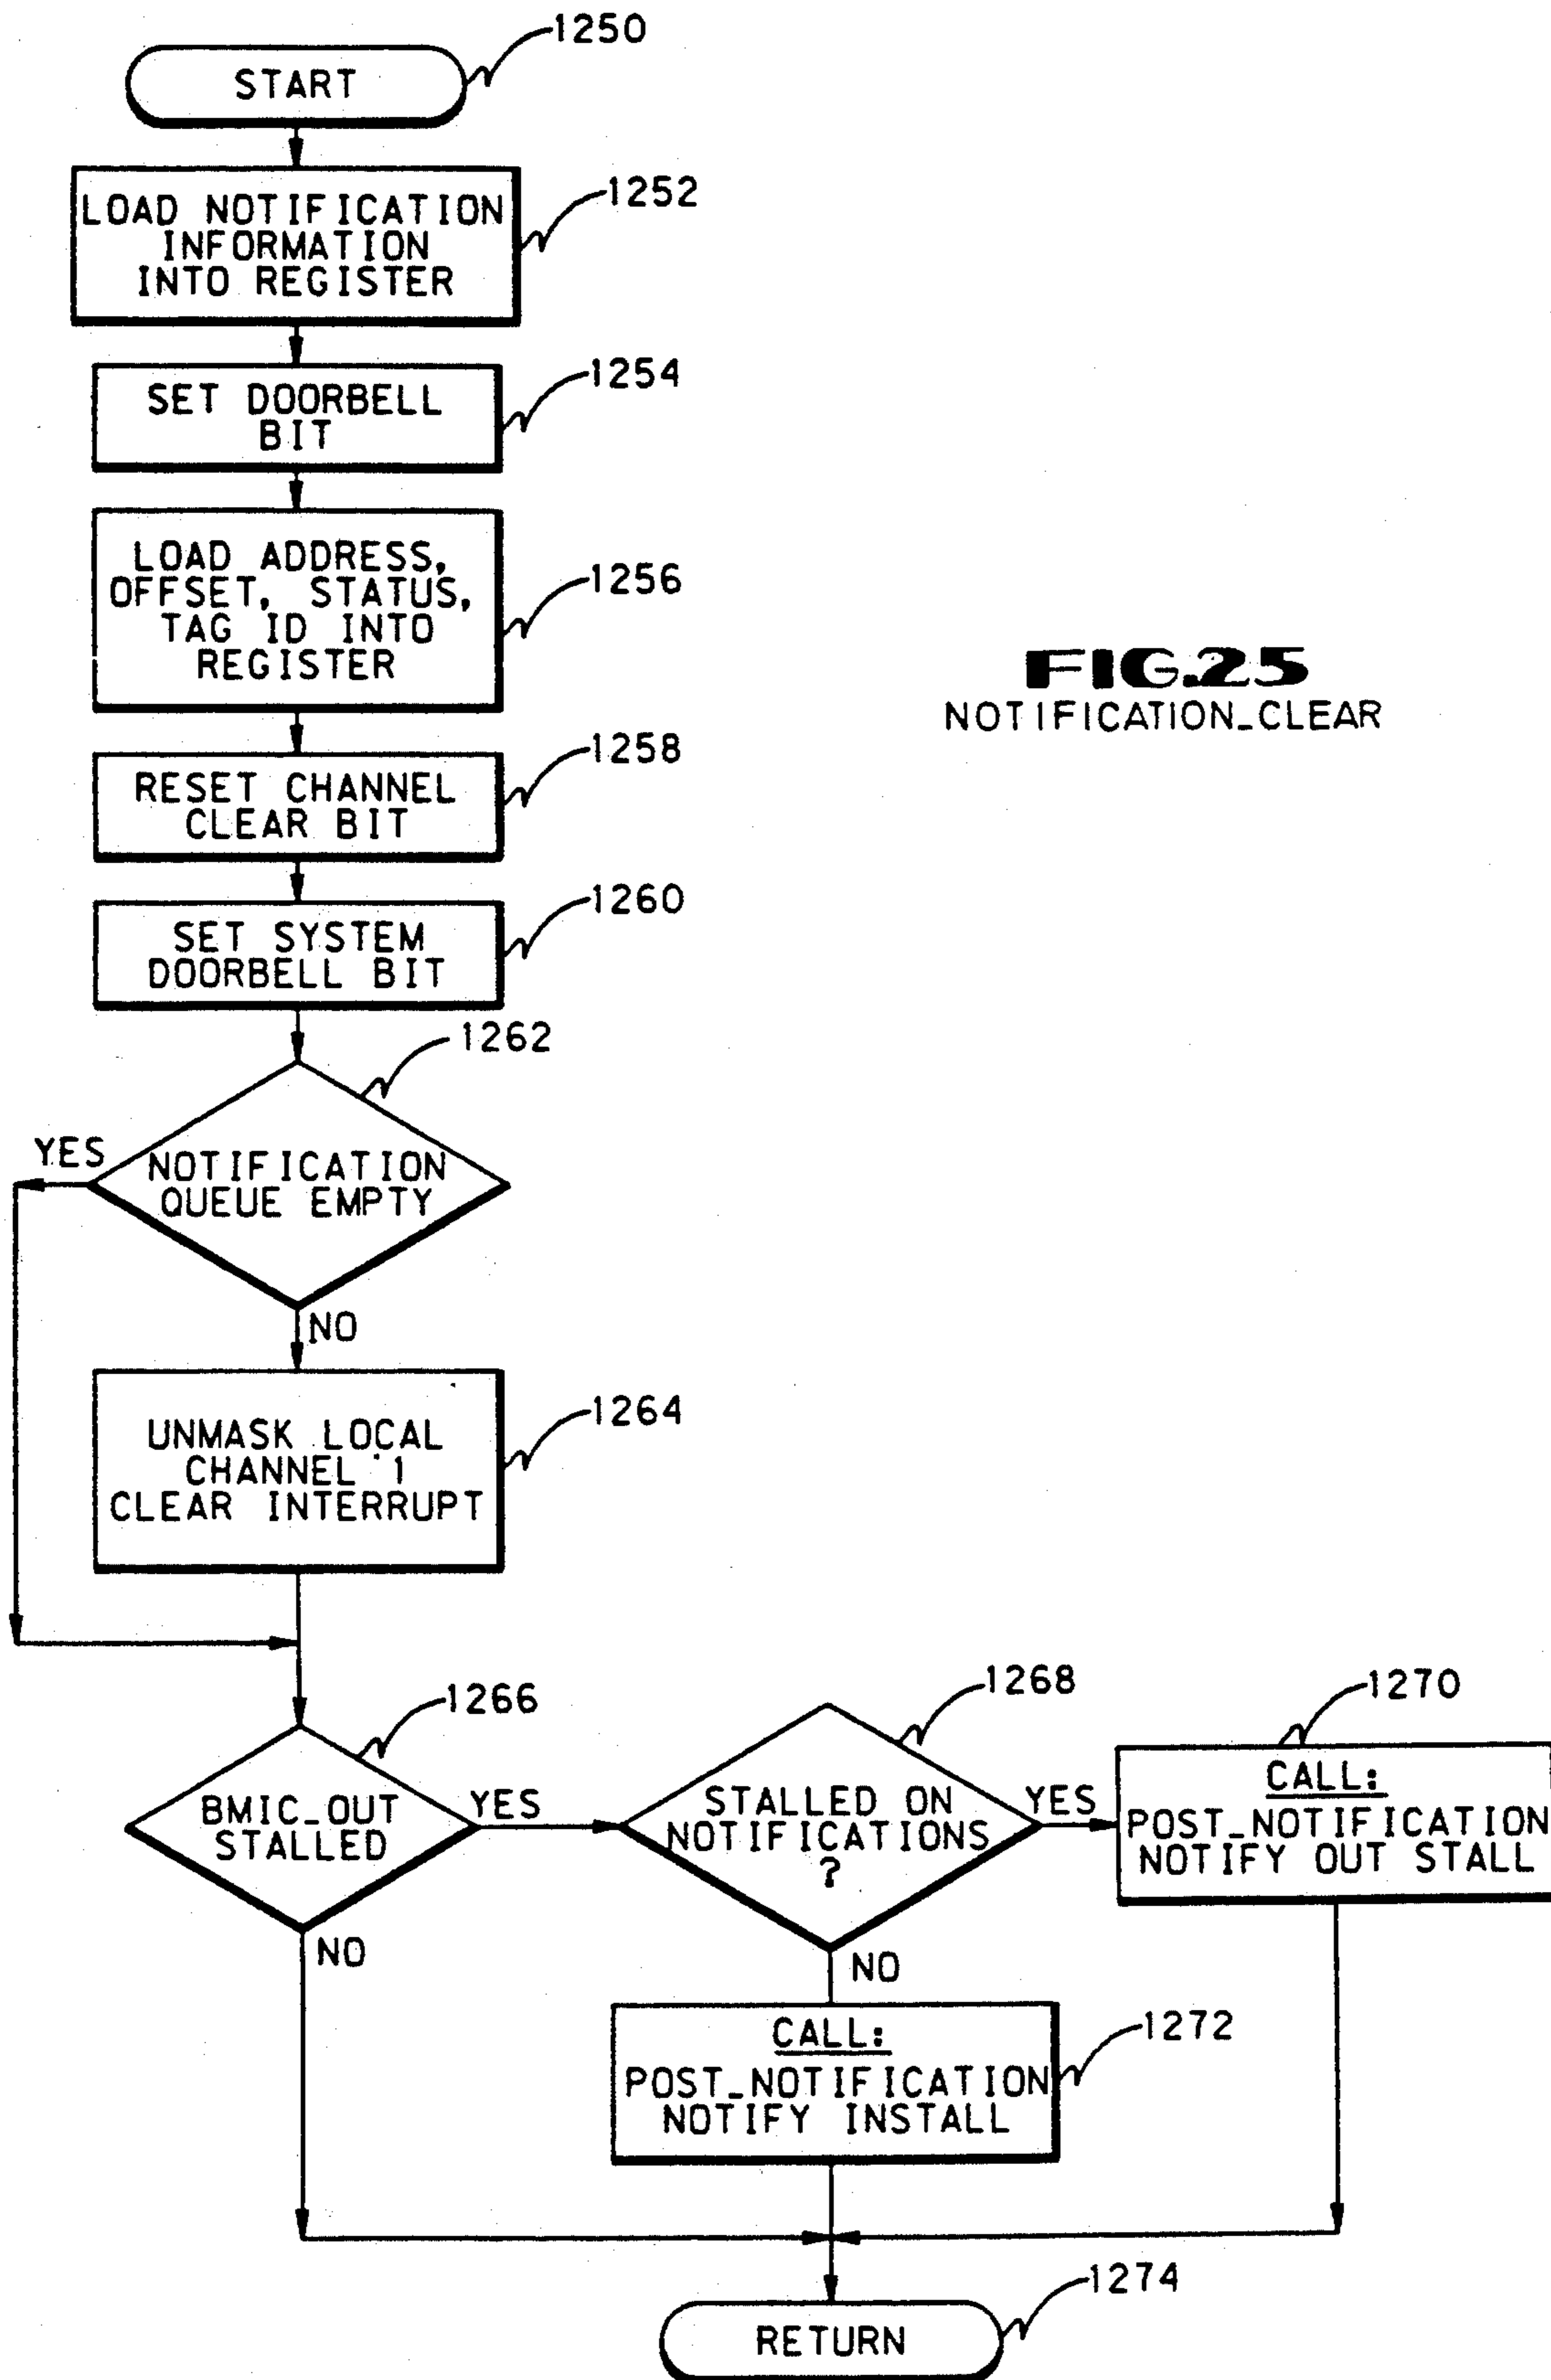 1250
START
1252
LOAD NOTIFICATION
INFORMATION
INTO REGISTER
1254
SET DOORBELL
BIT
1256
LOAD ADDRESS,
OFFSET, STATUS,
TAG ID INTO
REGISTER
FIG.25
NOTIFICATION_CLEAR
1258
RESET CHANNEL
CLEAR BIT
1260
SET SYSTEM
DOORBELL BIT
1262
YES
NOTIFICATION
QUEUE EMPTY
NO
1264
UNMASK LOCAL
CHANNEL 1
CLEAR INTERRUPT
1266
BMIC_OUT
STALLED
YES
NO
1268
STALLED ON
NOTIFICATIONS
?
YES
NO
1270
CALL:
POST_NOTIFICATION
NOTIFY OUT STALL
1272
CALL:
POST_NOTIFICATION
NOTIFY INSTALL
1274
RETURN